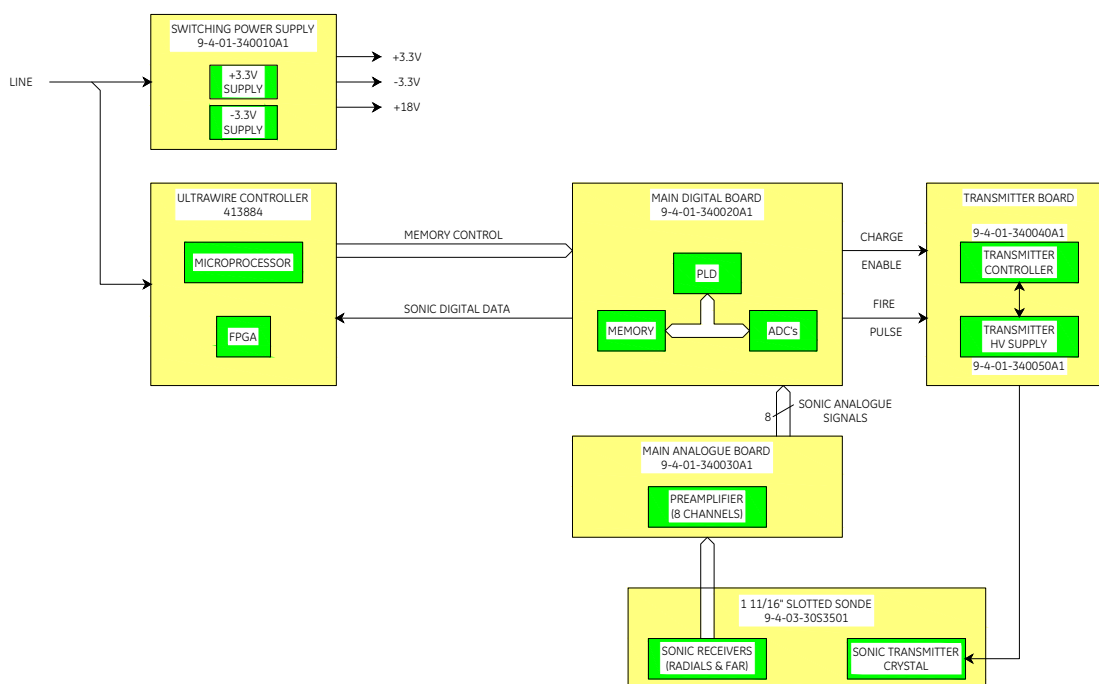 SWITCHING POWER SUPPLY
9-4-01-340010A1
+3.3V
SUPPLY
-3.3V
SUPPLY
LINE
+3.3V
-3.3V
+18V
ULTRAWIRE CONTROLLER
413884
MICROPROCESSOR
FPGA
MEMORY CONTROL
SONIC DIGITAL DATA
MAIN DIGITAL BOARD
9-4-01-340020A1
PLD
MEMORY
ADC's
CHARGE
ENABLE
FIRE
PULSE
TRANSMITTER BOARD
9-4-01-340040A1
TRANSMITTER
CONTROLLER
TRANSMITTER
HV SUPPLY
9-4-01-340050A1
8
SONIC ANALOGUE
SIGNALS
MAIN ANALOGUE BOARD
9-4-01-340030A1
PREAMPLIFIER
(8 CHANNELS)
1 11/16" SLOTTED SONDE
9-4-03-30S3501
SONIC RECEIVERS
(RADIALS & FAR)
SONIC TRANSMITTER
CRYSTAL